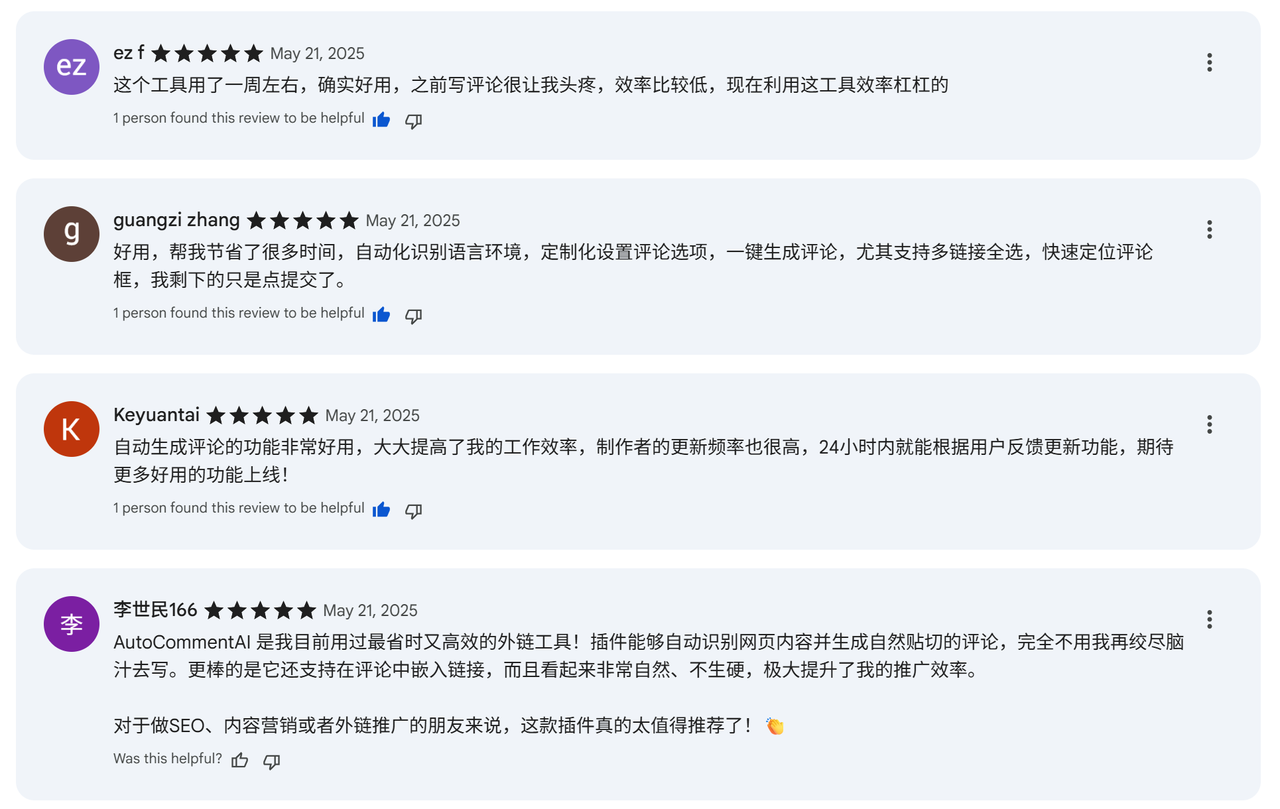 ez
ez f ★★★★★ May 21, 2025
这个工具用了一周左右，确实好用，之前写评论很让我头疼，效率比较低，现在利用这工具效率杠杠的
1 person found this review to be helpful
g
guangzi zhang ★★★★★ May 21, 2025
好用，帮我节省了很多时间，自动化识别语言环境，定制化设置评论选项，一键生成评论，尤其支持多链接全选，快速定位评论
框，我剩下的只是点提交了。
1 person found this review to be helpful
K
Keyuantai ★★★★★ May 21, 2025
自动生成评论的功能非常好用，大大提高了我的工作效率，制作者的更新频率也很高，24小时内就能根据用户反馈更新功能，期待
更多好用的功能上线！
1 person found this review to be helpful
李
李世民166 ★★★★★ May 21, 2025
AutoCommentAI 是我目前用过最省时又高效的外链工具！插件能够自动识别网页内容并生成自然贴切的评论，完全不用我再绞尽脑
汁去写。更棒的是它还支持在评论中嵌入链接，而且看起来非常自然、不生硬，极大提升了我的推广效率。
对于做SEO、内容营销或者外链推广的朋友来说，这款插件真的太值得推荐了！ 👏
Was this helpful?